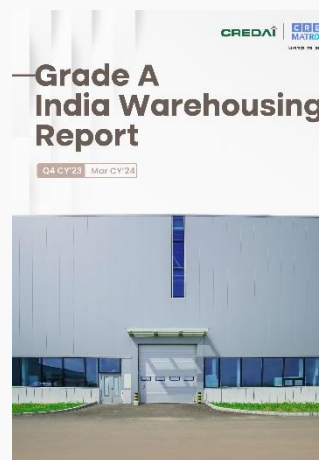 CREDAI
CRE
MATR
Grade A
India Warehousing
Report
Q4 CY'23 Mar CY'24